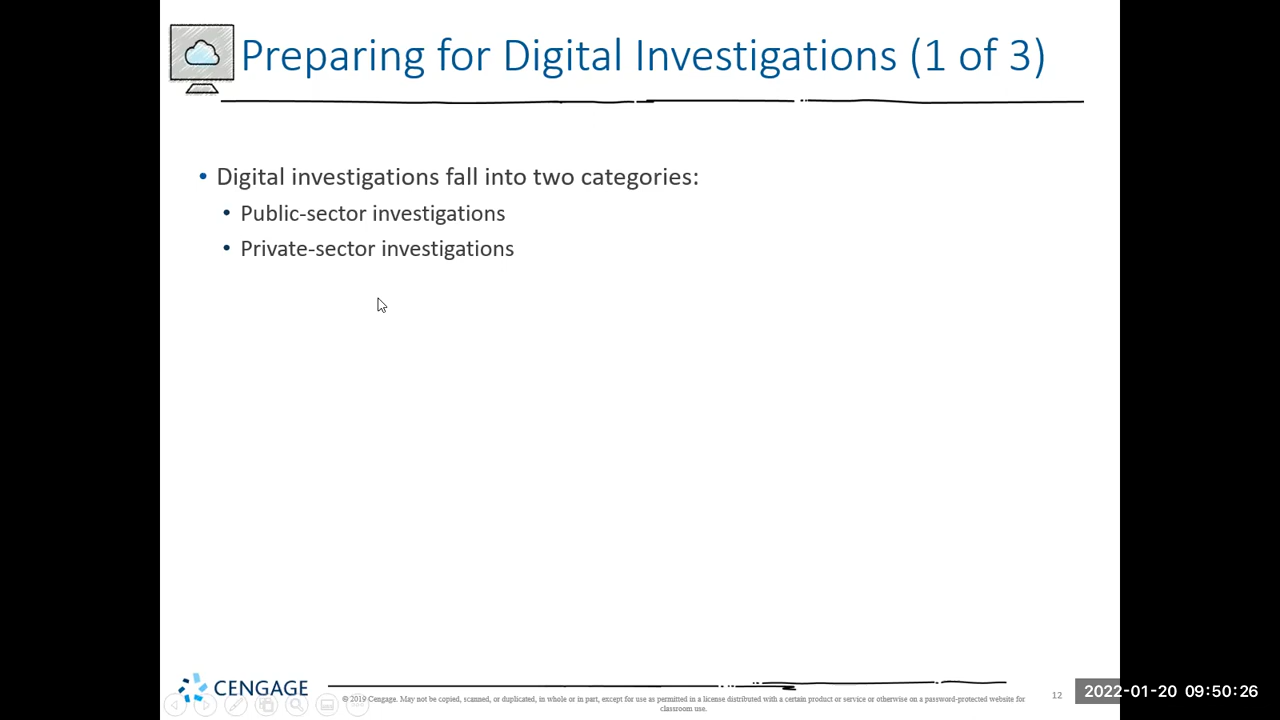 Preparing for Digital Investigations (1 of 3)
• Digital investigations fall into two categories:
• Public-sector investigations
• Private-sector investigations
CENGAGE
© 2019 Cengage. May not be copied, scanned, or duplicated, in whole or in part, except for use as permitted in a license distributed with a certain product or service or otherwise on a password-protected website for
classroom use.
12
2022-01-20 09:50:26